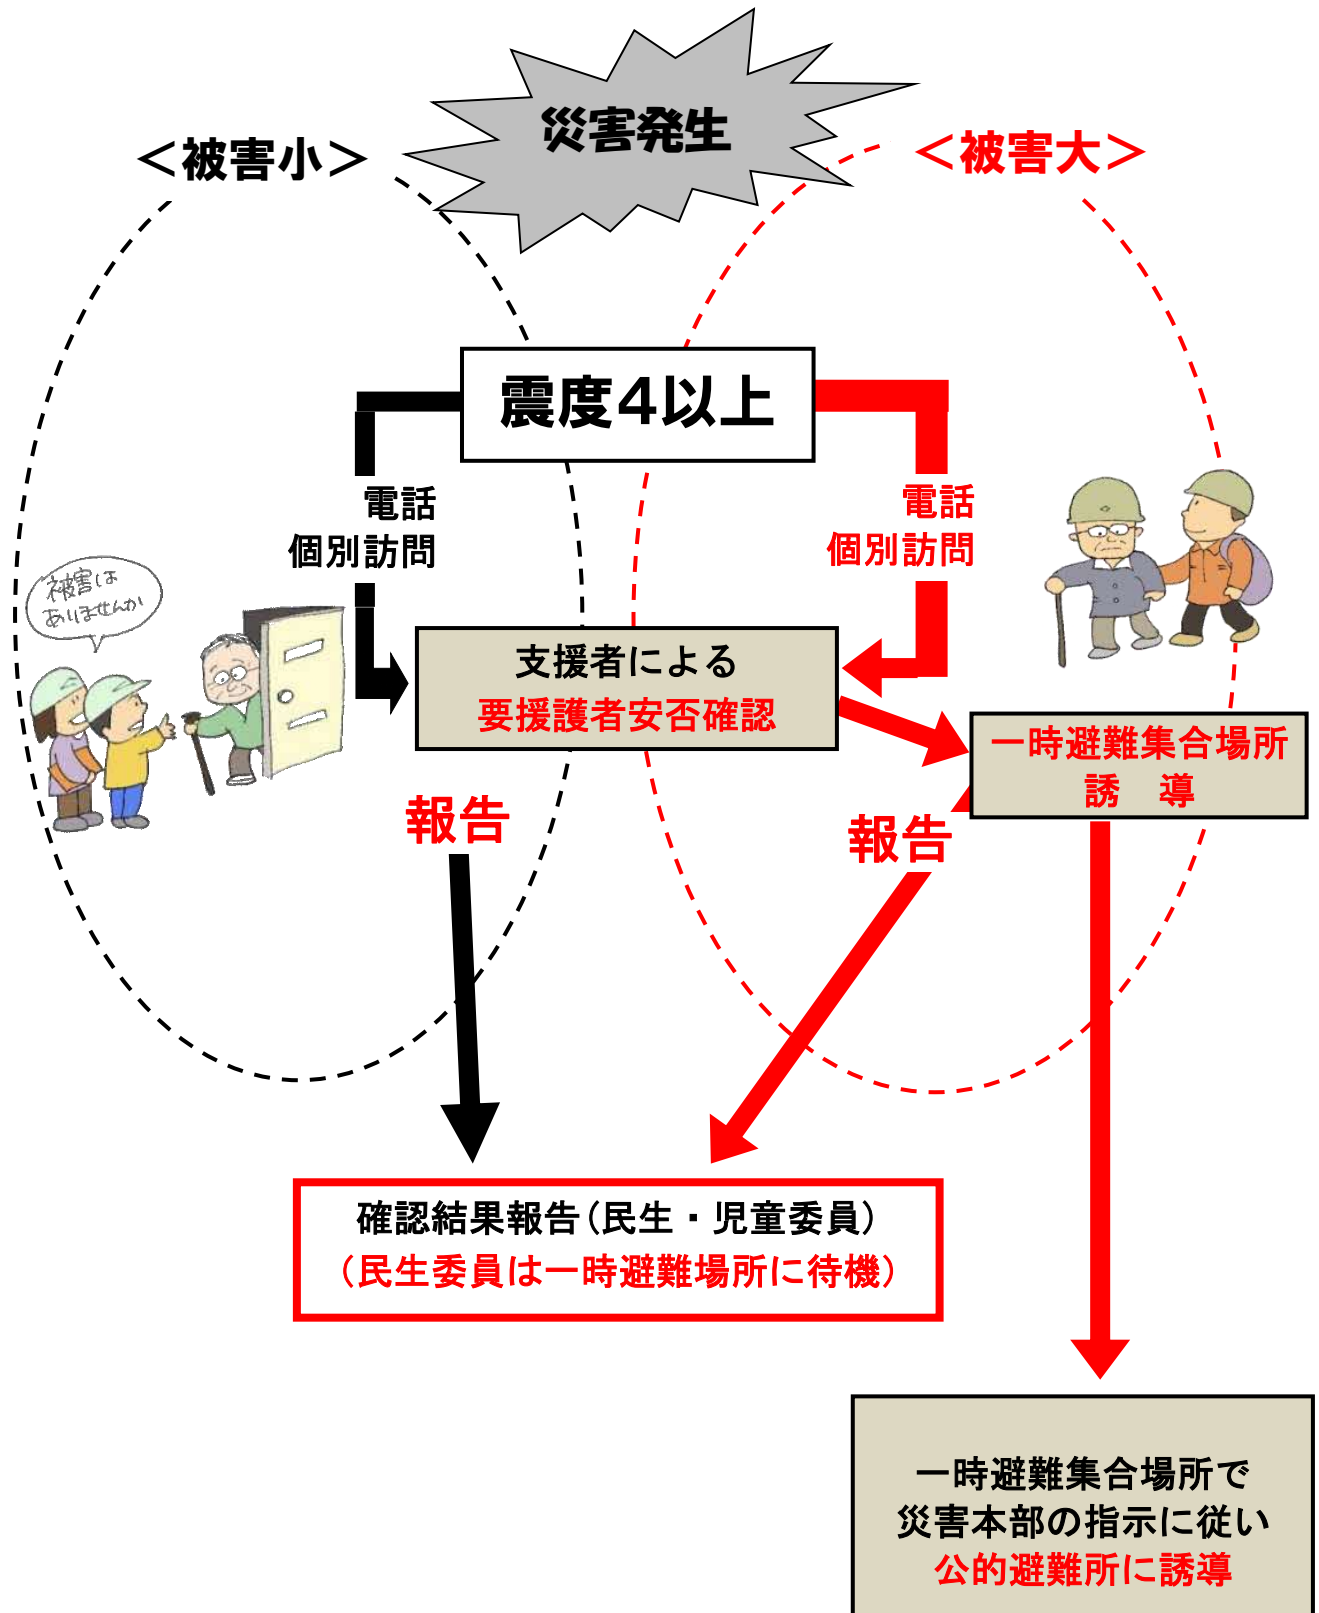 災害発生
＜被害小＞
＜被害大＞
震度4以上
電話
個別訪問
電話
個別訪問
被害は
ありませんか
支援者による
要援護者安否確認
一時避難集合場所
誘　導
報告
報告
確認結果報告（民生・児童委員）
（民生委員は一時避難場所に待機）
一時避難集合場所で
災害本部の指示に従い
公的避難所に誘導